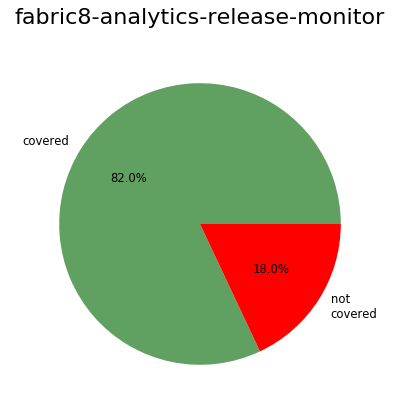 fabric8-analytics-release-monitor
covered
82.0%
18.0%
not
covered